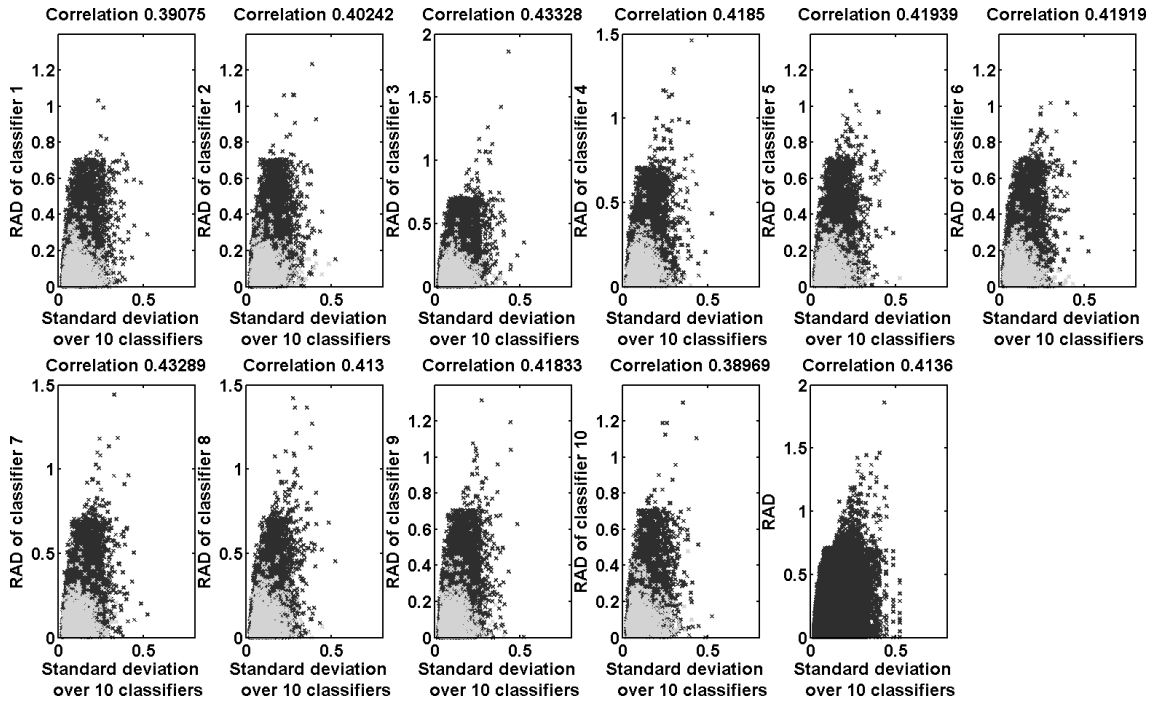 Correlation 0.39075
RAD of classifier 1
1.2
1
0.8
0.6
0.4
0.2
0
0
0.5
Standard deviation
over 10 classifiers
Correlation 0.40242
RAD of classifier 2
1.2
1
0.8
0.6
0.4
0.2
0
0
0.5
Standard deviation
over 10 classifiers
Correlation 0.43328
RAD of classifier 3
2
1.5
1
0.5
0
0
0.5
Standard deviation
over 10 classifiers
Correlation 0.4185
RAD of classifier 4
1.5
1
0.5
0
0
0.5
Standard deviation
over 10 classifiers
Correlation 0.41939
RAD of classifier 5
1.2
1
0.8
0.6
0.4
0.2
0
0
0.5
Standard deviation
over 10 classifiers
Correlation 0.41919
RAD of classifier 6
1.2
1
0.8
0.6
0.4
0.2
0
0
0.5
Standard deviation
over 10 classifiers
Correlation 0.43289
RAD of classifier 7
1.5
1
0.5
0
0
0.5
Standard deviation
over 10 classifiers
Correlation 0.413
RAD of classifier 8
1.5
1
0.5
0
0
0.5
Standard deviation
over 10 classifiers
Correlation 0.41833
RAD of classifier 9
1.2
1
0.8
0.6
0.4
0.2
0
0
0.5
Standard deviation
over 10 classifiers
Correlation 0.38969
RAD of classifier 10
1.2
1
0.8
0.6
0.4
0.2
0
0
0.5
Standard deviation
over 10 classifiers
Correlation 0.4136
RAD
2
1.5
1
0.5
0
0
0.5
Standard deviation
over 10 classifiers